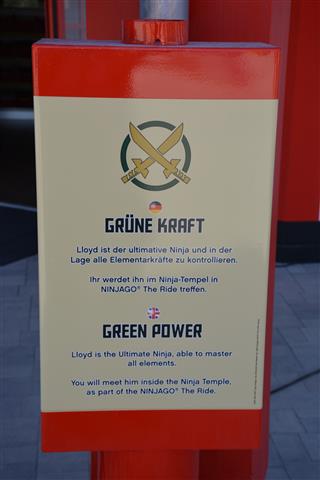 GRÜNE KRAFT
Lloyd ist der ultimative Ninja und in der
Lage alle Elementarkräfte zu kontrollieren.
Ihr werdet ihn im Ninja-Tempel in
NINJAGO® The Ride treffen.
GREEN POWER
Lloyd is the Ultimate Ninja, able to master
all elements.
You will meet him inside the Ninja Temple,
as part of the NINJAGO® The Ride.